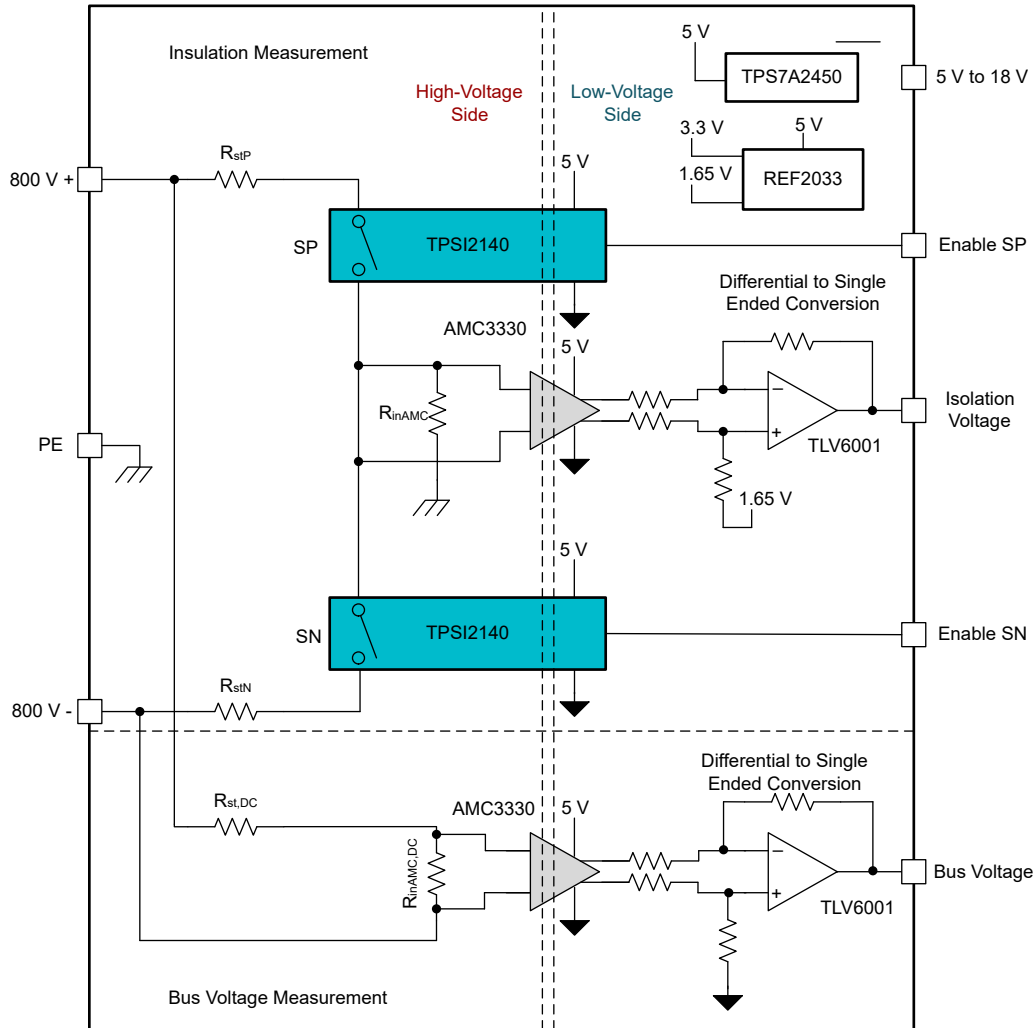 Insulation Measurement
5 V
TPS7A2450
5 V to 18 V
High-Voltage
Side
Low-Voltage
Side
3.3 V
5 V
1.65 V
REF2033
RstP
800 V +
5 V
SP
TPSI2140
Enable SP
Differential to Single
Ended Conversion
AMC3330
5 V
RinAMC
Isolation
Voltage
PE
TLV6001
1.65 V
5 V
SN
TPSI2140
Enable SN
RstN
800 V -
Differential to Single
Ended Conversion
Rst,DC
AMC3330
5 V
RinAMC,DC
Bus Voltage
TLV6001
Bus Voltage Measurement
−
+
−
+